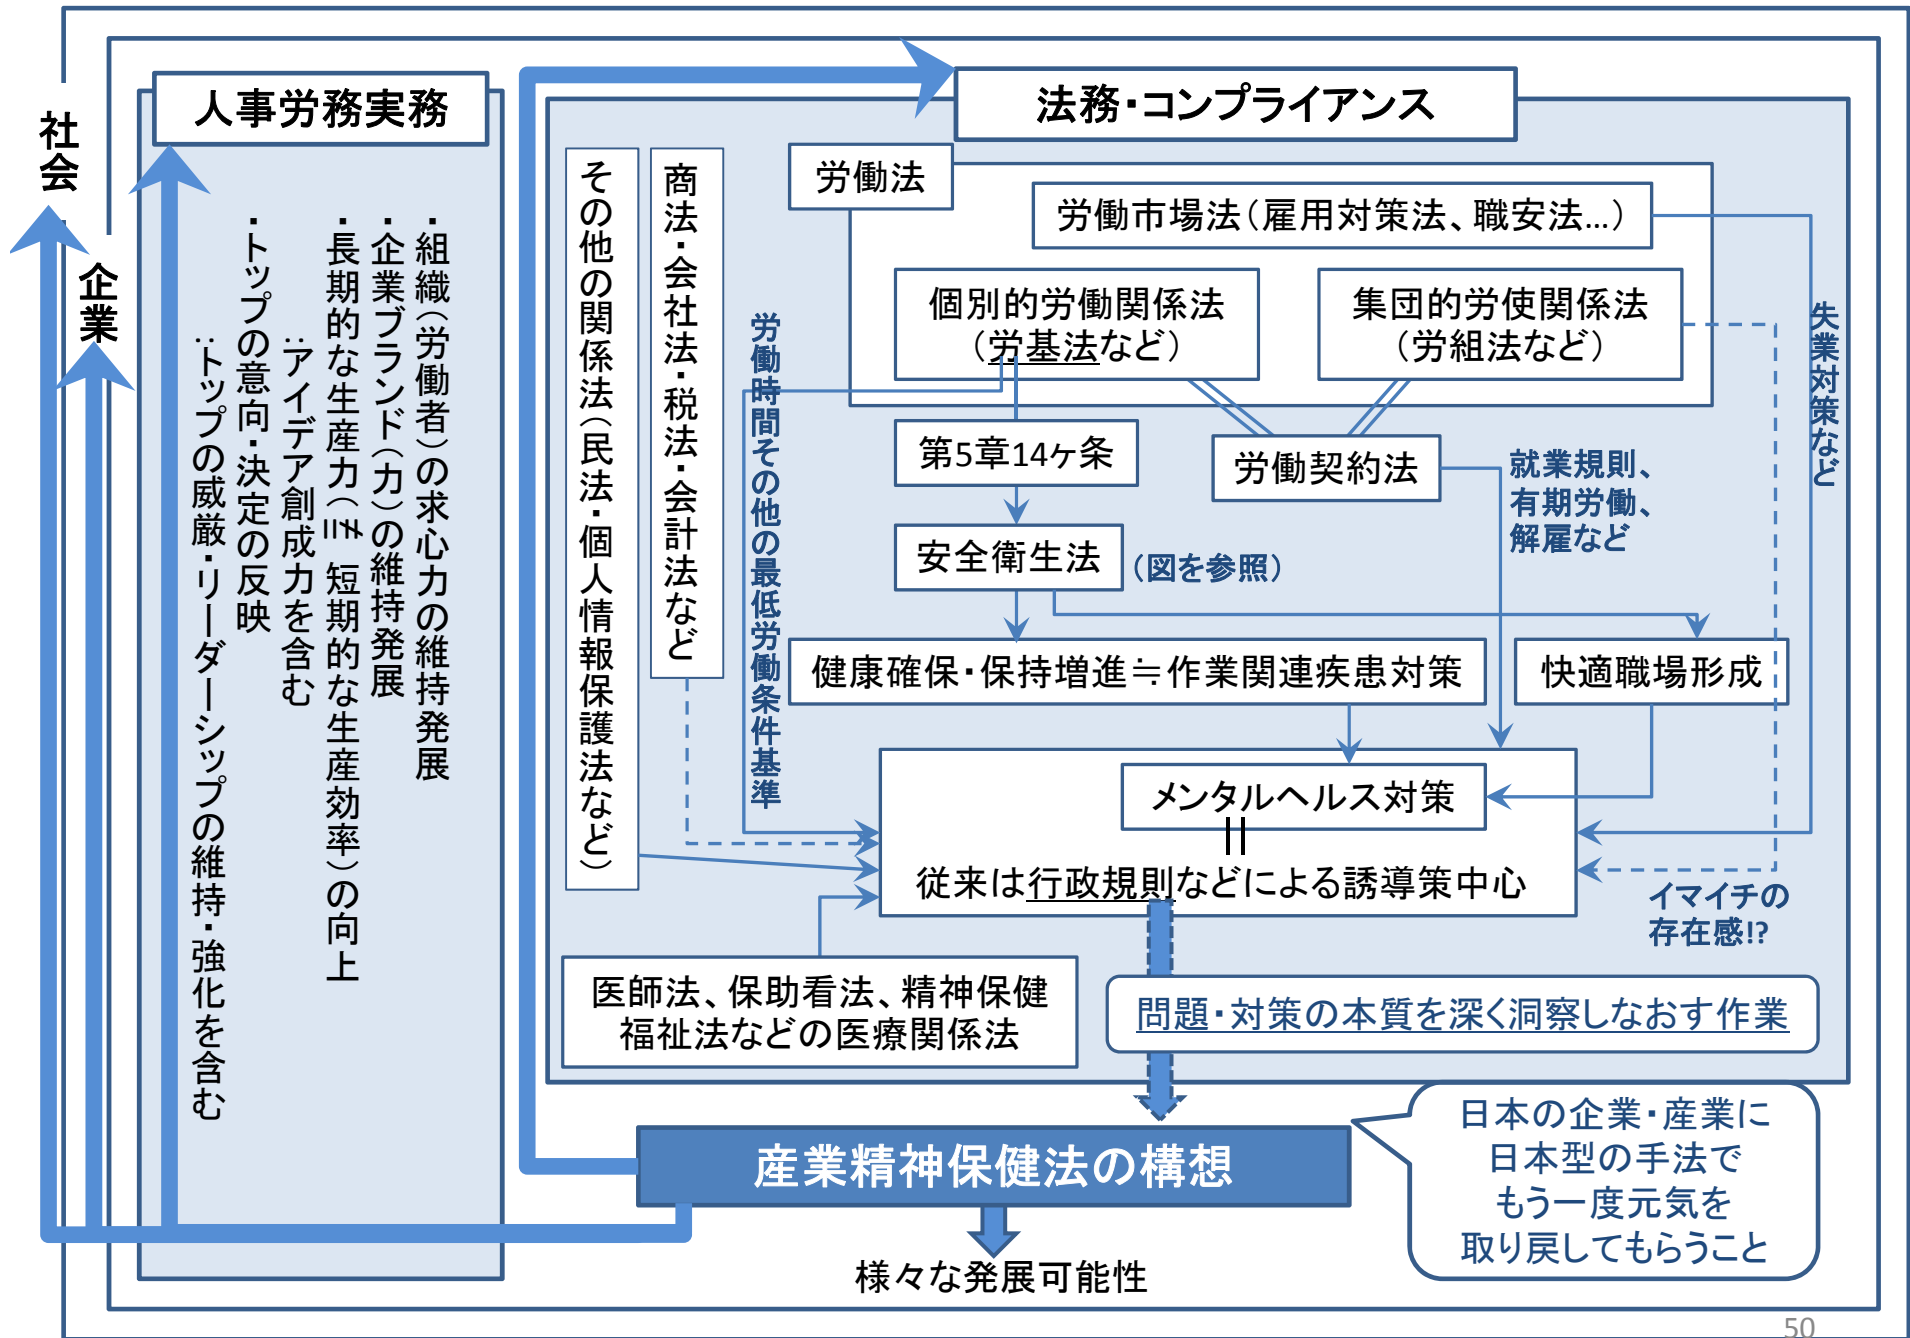 社会
企業
人事労務実務
・組織(労働者)の求心力の維持発展
・企業ブランド(力)の維持発展
・長期的な生産力(≠短期的な生産効率)の向上
:アイデア創成力を含む
・トップの意向・決定の反映
:トップの威厳・リーダーシップの維持・強化を含む
法務・コンプライアンス
その他の関係法(民法・個人情報保護法など)
商法・会社法・税法・会計法など
労働法
労働市場法(雇用対策法、職安法…)
個別的労働関係法
(労基法など)
集団的労使関係法
(労組法など)
労働時間その他の最低労働条件基準
失業対策など
第5章14ヶ条
労働契約法
就業規則、
有期労働、
解雇など
安全衛生法
(図を参照)
健康確保・保持増進≒作業関連疾患対策
快適職場形成
メンタルヘルス対策
||
従来は行政規則などによる誘導策中心
イマイチの
存在感!?
医師法、保助看法、精神保健
福祉法などの医療関係法
問題・対策の本質を深く洞察しなおす作業
産業精神保健法の構想
日本の企業・産業に
日本型の手法で
もう一度元気を
取り戻してもらうこと
様々な発展可能性
50